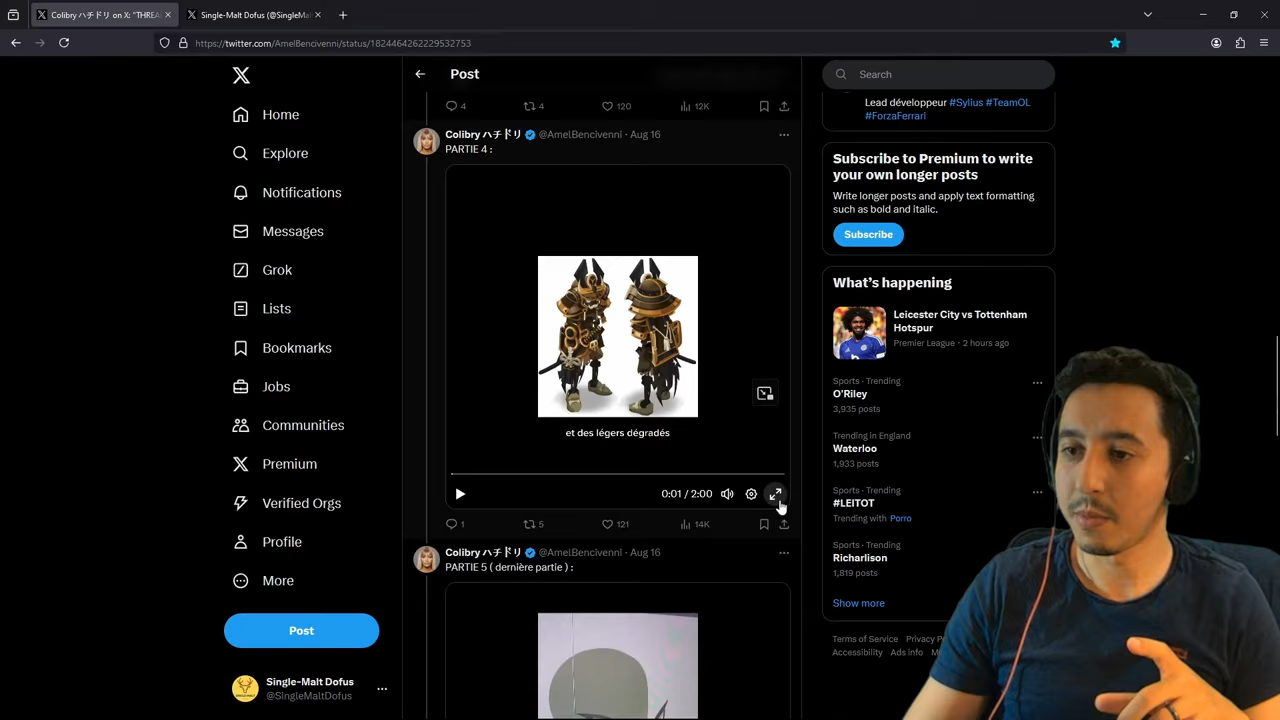 Colibry ハチドリ on X: "THREA
Single-Malt Dofus (@SingleMal
https://twitter.com/AmelBencivenni/status/1824464262229532753
Home
Explore
Notifications
Messages
Grok
Lists
Bookmarks
Jobs
Communities
Premium
Verified Orgs
Profile
More
Post
Single-Malt Dofus
@SingleMaltDofus
Post
4
4
120
12K
Colibry ハチドリ @AmelBencivenni · Aug 16
PARTIE 4 :
et des légers dégradés
0:01 / 2:00
1
5
121
14K
Colibry ハチドリ @AmelBencivenni · Aug 16
PARTIE 5 ( dernière partie ) :
Search
Lead développeur #Sylius #TeamOL
#ForzaFerrari
Subscribe to Premium to write
your own longer posts
Write longer posts and apply text formatting
such as bold and italic.
Subscribe
What's happening
Leicester City vs Tottenham
Hotspur
Premier League · 2 hours ago
Sports · Trending
O'Riley
3,935 posts
Trending in England
Waterloo
1,933 posts
Sports · Trending
#LEITOT
Trending with Porro
Sports · Trending
Richarlison
1,819 posts
Show more
Terms of Service Privacy P
Accessibility Ads info M